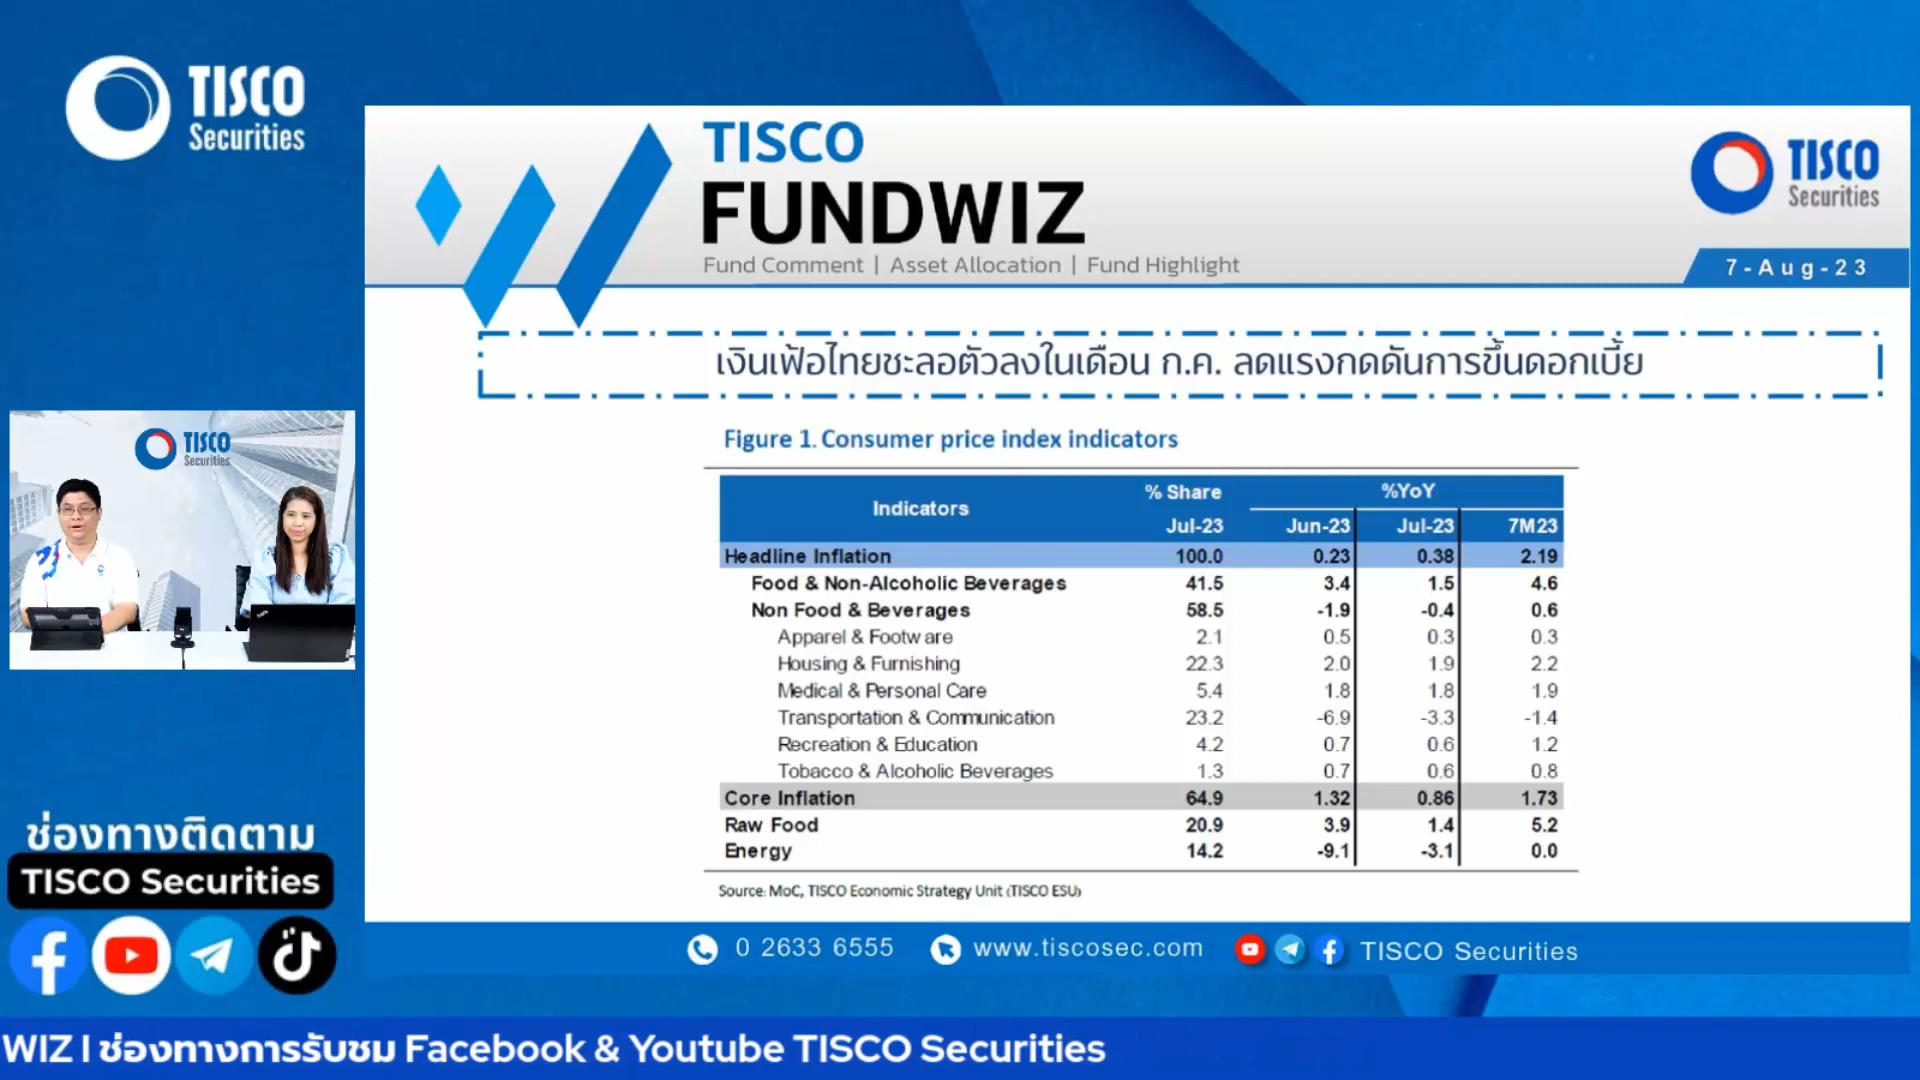 TISCO
Securities
TISCO
FUNDWIZ
Fund Comment | Asset Allocation | Fund Highlight
TISCO
Securities
7-Aug-23
เงินเฟ้อไทยชะลอตัวลงในเดือน ก.ค. ลดแรงกดดันการขึ้นดอกเบี้ย
Figure 1. Consumer price index indicators
Indicators % Share %YoY
Jul-23 Jun-23 Jul-23 7M23
Headline Inflation 100.0 0.23 0.38 2.19
Food & Non-Alcoholic Beverages 41.5 3.4 1.5 4.6
Non Food & Beverages 58.5 -1.9 -0.4 0.6
Apparel & Footware 2.1 0.5 0.3 0.3
Housing & Furnishing 22.3 2.0 1.9 2.2
Medical & Personal Care 5.4 1.8 1.8 1.9
Transportation & Communication 23.2 -6.9 -3.3 -1.4
Recreation & Education 4.2 0.7 0.6 1.2
Tobacco & Alcoholic Beverages 1.3 0.7 0.6 0.8
Core Inflation 64.9 1.32 0.86 1.73
Raw Food 20.9 3.9 1.4 5.2
Energy 14.2 -9.1 -3.1 0.0
Source: MoC, TISCO Economic Strategy Unit (TISCO ESU)
TISCO
Securities
ช่องทางติดตาม
TISCO Securities
0 2633 6555 www.tiscosec.com TISCO Securities
WIZ | ช่องทางการรับชม Facebook & Youtube TISCO Securities